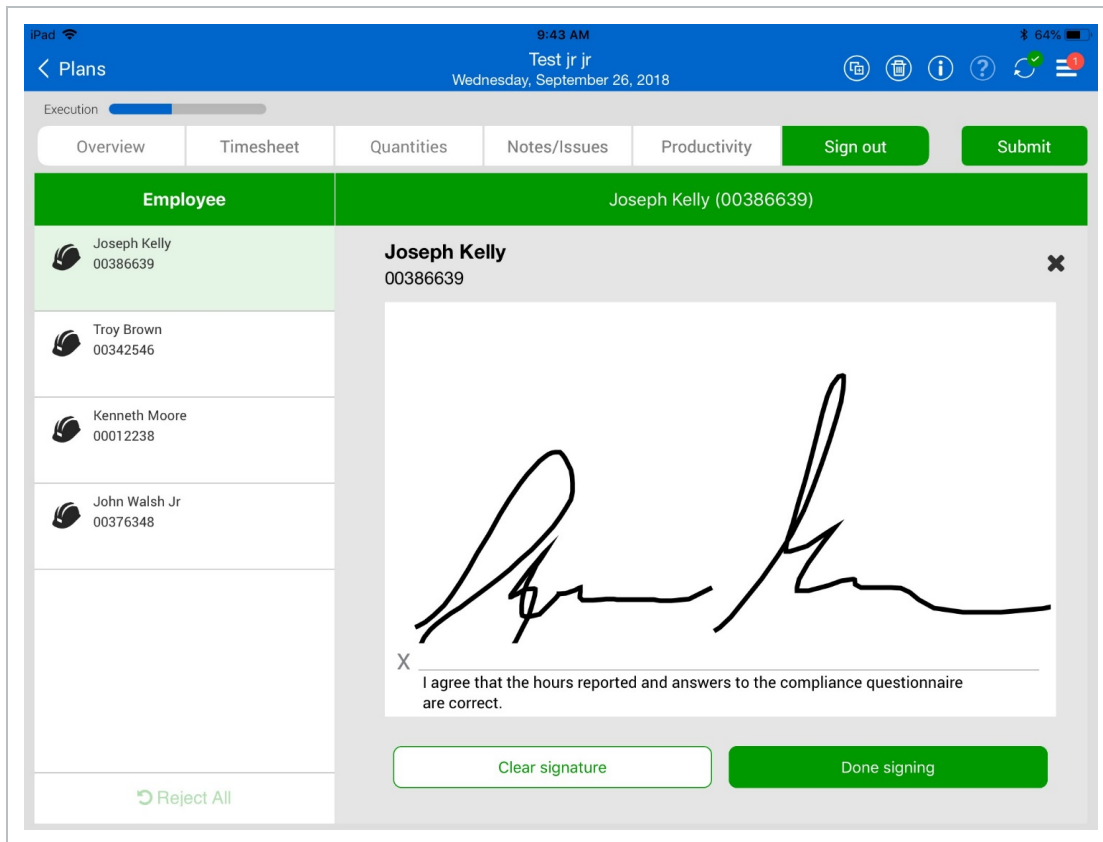 iPad 9:43 AM 64%
Plans
Test jr jr
Wednesday, September 26, 2018
1
Execution
Overview Timesheet Quantities Notes/Issues Productivity Sign out Submit
Employee
Joseph Kelly (00386639)
Joseph Kelly
00386639
Troy Brown
00342546
Kenneth Moore
00012238
John Walsh Jr
00376348
Reject All
Joseph Kelly
00386639
X
I agree that the hours reported and answers to the compliance questionnaire
are correct.
Clear signature Done signing